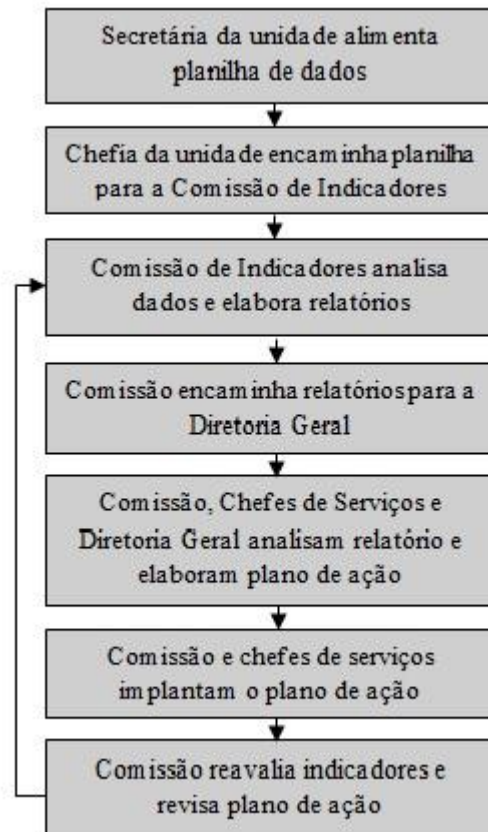 Secretária da unidade alimenta
planilha de dados
Chefia da unidade encaminha planilha
para a Comissão de Indicadores
Comissão de Indicadores analisa
dados e elabora relatórios
Comissão encaminha relatórios para a
Diretoria Geral
Comissão, Chefes de Serviços e
Diretoria Geral analisam relatório e
elaboram plano de ação
Comissão e chefes de serviços
implantam o plano de ação
Comissão reavalia indicadores e
revisa plano de ação